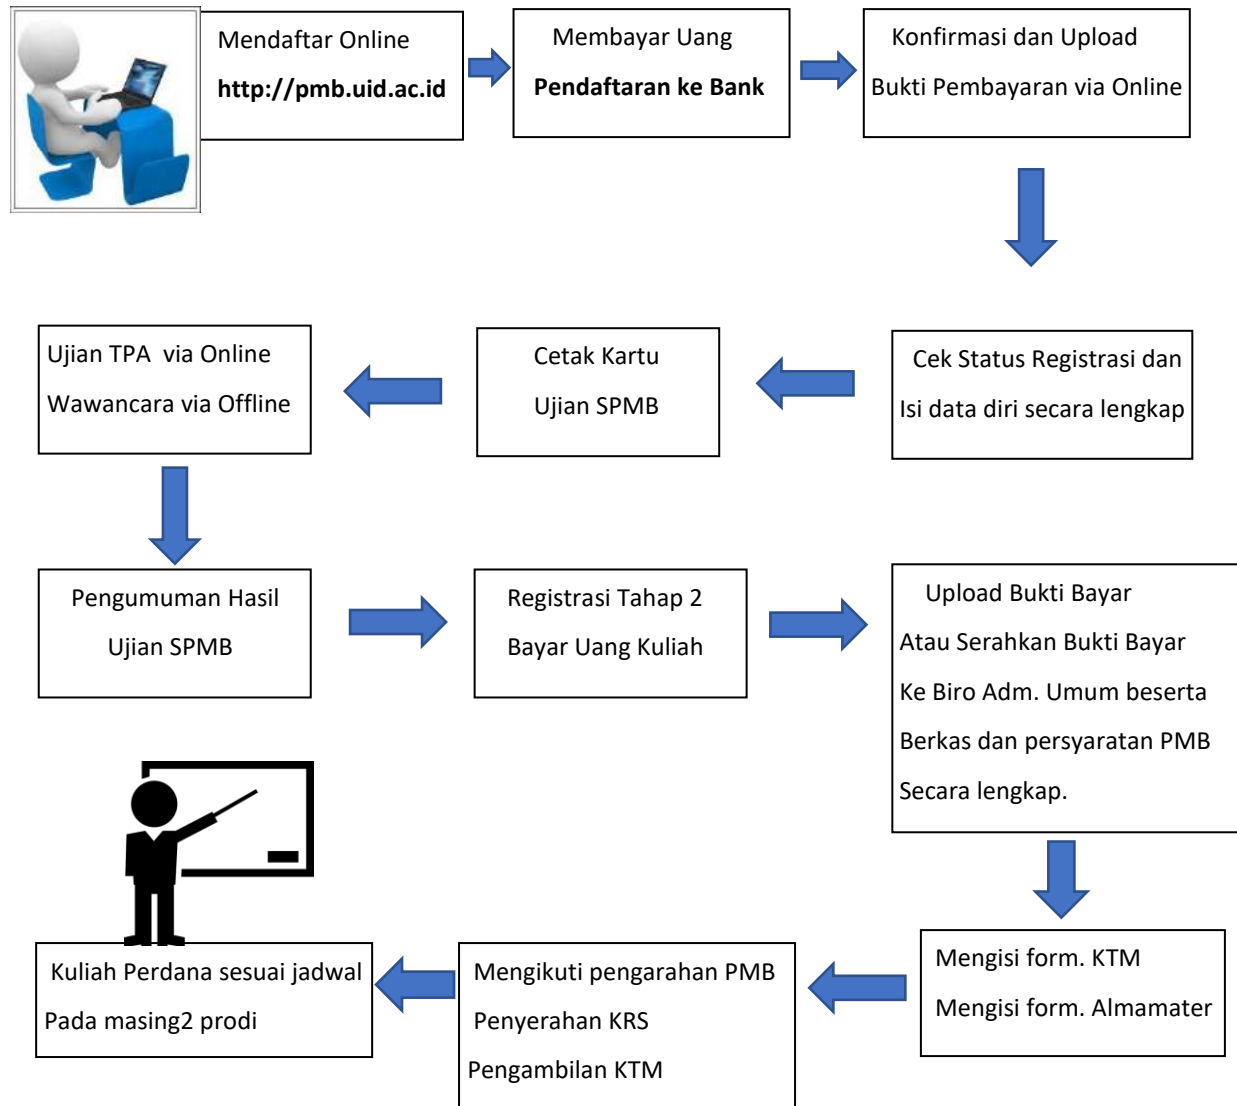 Mendaftar Online
http://pmb.uid.ac.id
Membayar Uang
Pendaftaran ke Bank
Konfirmasi dan Upload
Bukti Pembayaran via Online
Cek Status Registrasi dan
Isi data diri secara lengkap
Cetak Kartu
Ujian SPMB
Ujian TPA via Online
Wawancara via Offline
Pengumuman Hasil
Ujian SPMB
Registrasi Tahap 2
Bayar Uang Kuliah
Upload Bukti Bayar
Atau Serahkan Bukti Bayar
Ke Biro Adm. Umum beserta
Berkas dan persyaratan PMB
Secara lengkap.
Mengisi form. KTM
Mengisi form. Almamater
Mengikuti pengarahan PMB
Penyerahan KRS
Pengambilan KTM
Kuliah Perdana sesuai jadwal
Pada masing2 prodi